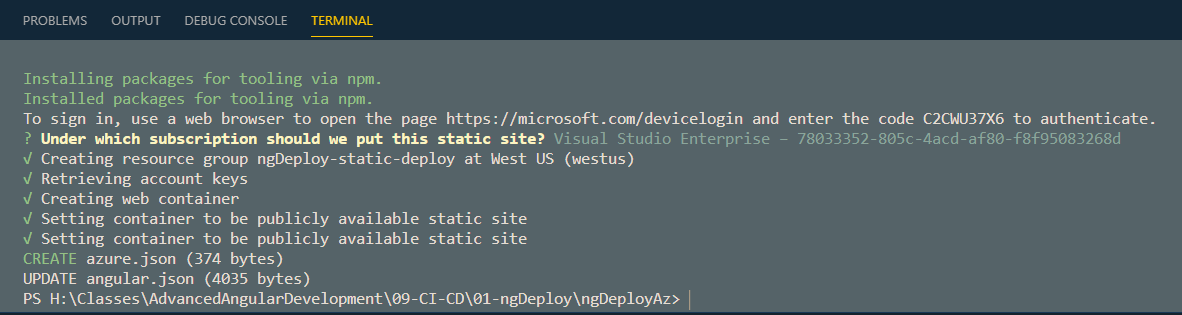 PROBLEMS OUTPUT DEBUG CONSOLE TERMINAL
Installing packages for tooling via npm.
Installed packages for tooling via npm.
To sign in, use a web browser to open the page https://microsoft.com/devicelogin and enter the code C2CWU37X6 to authenticate.
? Under which subscription should we put this static site? Visual Studio Enterprise – 78033352-805c-4acd-af80-f8f95083268d
√ Creating resource group ngDeploy-static-deploy at West US (westus)
√ Retrieving account keys
√ Creating web container
√ Setting container to be publicly available static site
√ Setting container to be publicly available static site
CREATE azure.json (374 bytes)
UPDATE angular.json (4035 bytes)
PS H:\Classes\AdvancedAngularDevelopment\09-CI-CD\01-ngDeploy\ngDeployAz>